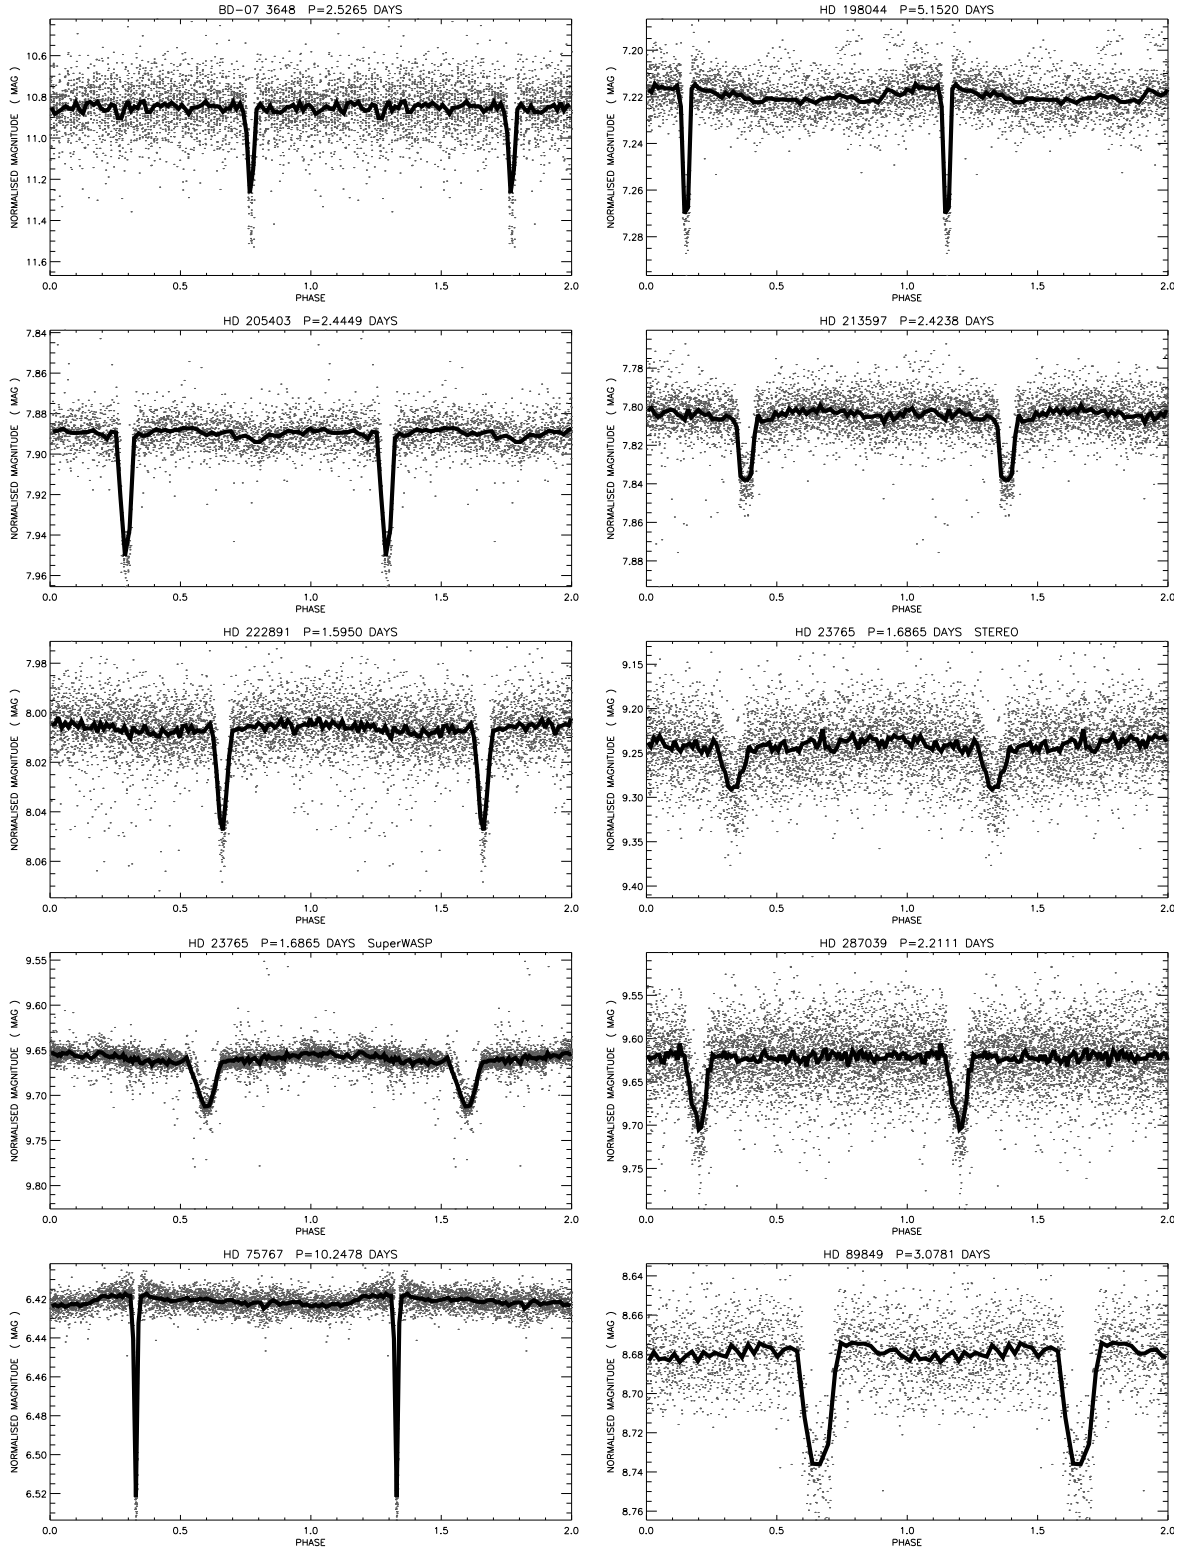 BD−07 3648 P=2.5265 DAYS
NORMALISED MAGNITUDE ( MAG )
10.6
10.8
11.0
11.2
11.4
11.6
0.0 0.5 1.0 1.5 2.0
PHASE
HD 198044 P=5.1520 DAYS
NORMALISED MAGNITUDE ( MAG )
7.20
7.22
7.24
7.26
7.28
0.0 0.5 1.0 1.5 2.0
PHASE
HD 205403 P=2.4449 DAYS
NORMALISED MAGNITUDE ( MAG )
7.84
7.86
7.88
7.90
7.92
7.94
7.96
0.0 0.5 1.0 1.5 2.0
PHASE
HD 213597 P=2.4238 DAYS
NORMALISED MAGNITUDE ( MAG )
7.78
7.80
7.82
7.84
7.86
7.88
0.0 0.5 1.0 1.5 2.0
PHASE
HD 222891 P=1.5950 DAYS
NORMALISED MAGNITUDE ( MAG )
7.98
8.00
8.02
8.04
8.06
0.0 0.5 1.0 1.5 2.0
PHASE
HD 23765 P=1.6865 DAYS STEREO
NORMALISED MAGNITUDE ( MAG )
9.15
9.20
9.25
9.30
9.35
9.40
0.0 0.5 1.0 1.5 2.0
PHASE
HD 23765 P=1.6865 DAYS SuperWASP
NORMALISED MAGNITUDE ( MAG )
9.55
9.60
9.65
9.70
9.75
9.80
0.0 0.5 1.0 1.5 2.0
PHASE
HD 287039 P=2.2111 DAYS
NORMALISED MAGNITUDE ( MAG )
9.55
9.60
9.65
9.70
9.75
0.0 0.5 1.0 1.5 2.0
PHASE
HD 75767 P=10.2478 DAYS
NORMALISED MAGNITUDE ( MAG )
6.42
6.44
6.46
6.48
6.50
6.52
0.0 0.5 1.0 1.5 2.0
PHASE
HD 89849 P=3.0781 DAYS
NORMALISED MAGNITUDE ( MAG )
8.64
8.66
8.68
8.70
8.72
8.74
8.76
0.0 0.5 1.0 1.5 2.0
PHASE